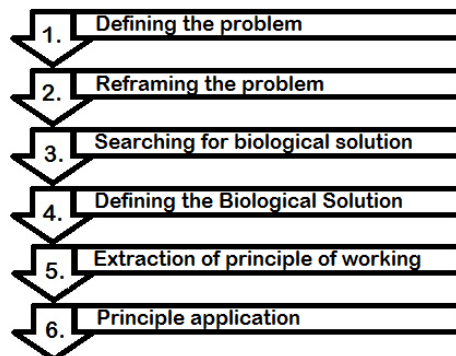 1. Defining the problem
2. Reframing the problem
3. Searching for biological solution
4. Defining the Biological Solution
5. Extraction of principle of working
6. Principle application